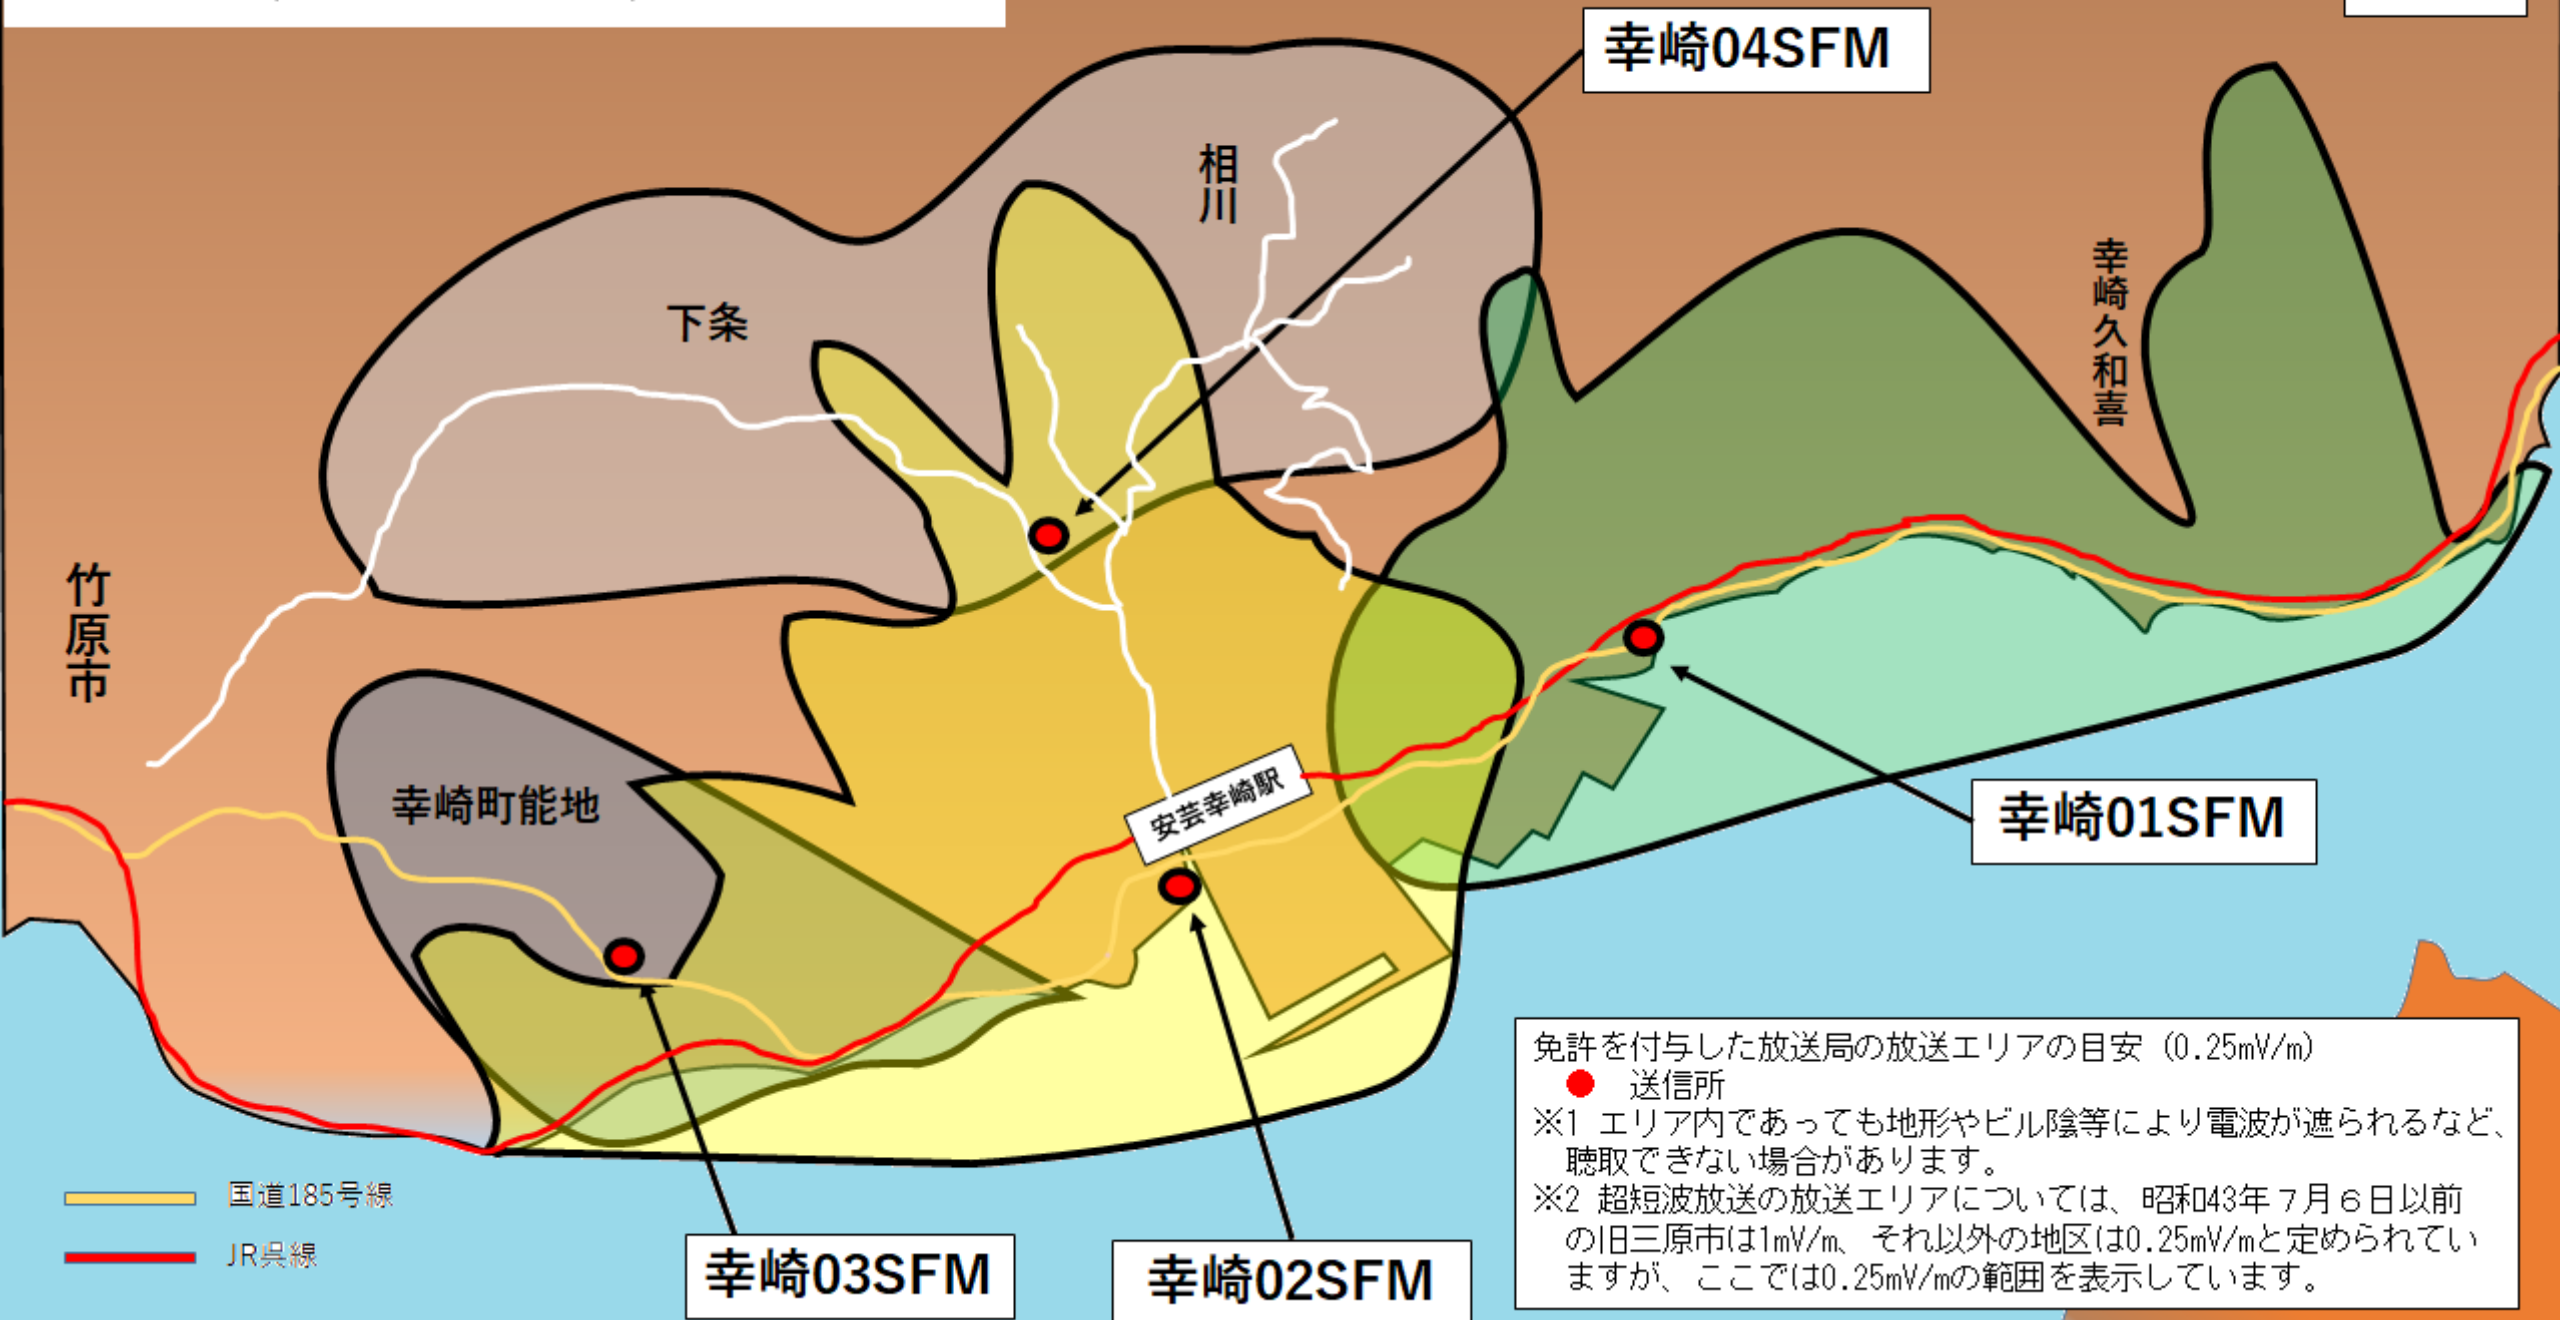 幸崎04SFM
相川
幸崎久和喜
下条
竹原市
幸崎町能地
安芸幸崎駅
幸崎01SFM
国道185号線
JR呉線
幸崎03SFM
幸崎02SFM
免許を付与した放送局の放送エリアの目安（0.25mV/m）
● 送信所
※1 エリア内であっても地形やビル陰等により電波が遮られるなど、
聴取できない場合があります。
※2 超短波放送の放送エリアについては、昭和43年７月６日以前
の旧三原市は1mV/m、それ以外の地区は0.25mV/mと定められてい
ますが、ここでは0.25mV/mの範囲を表示しています。